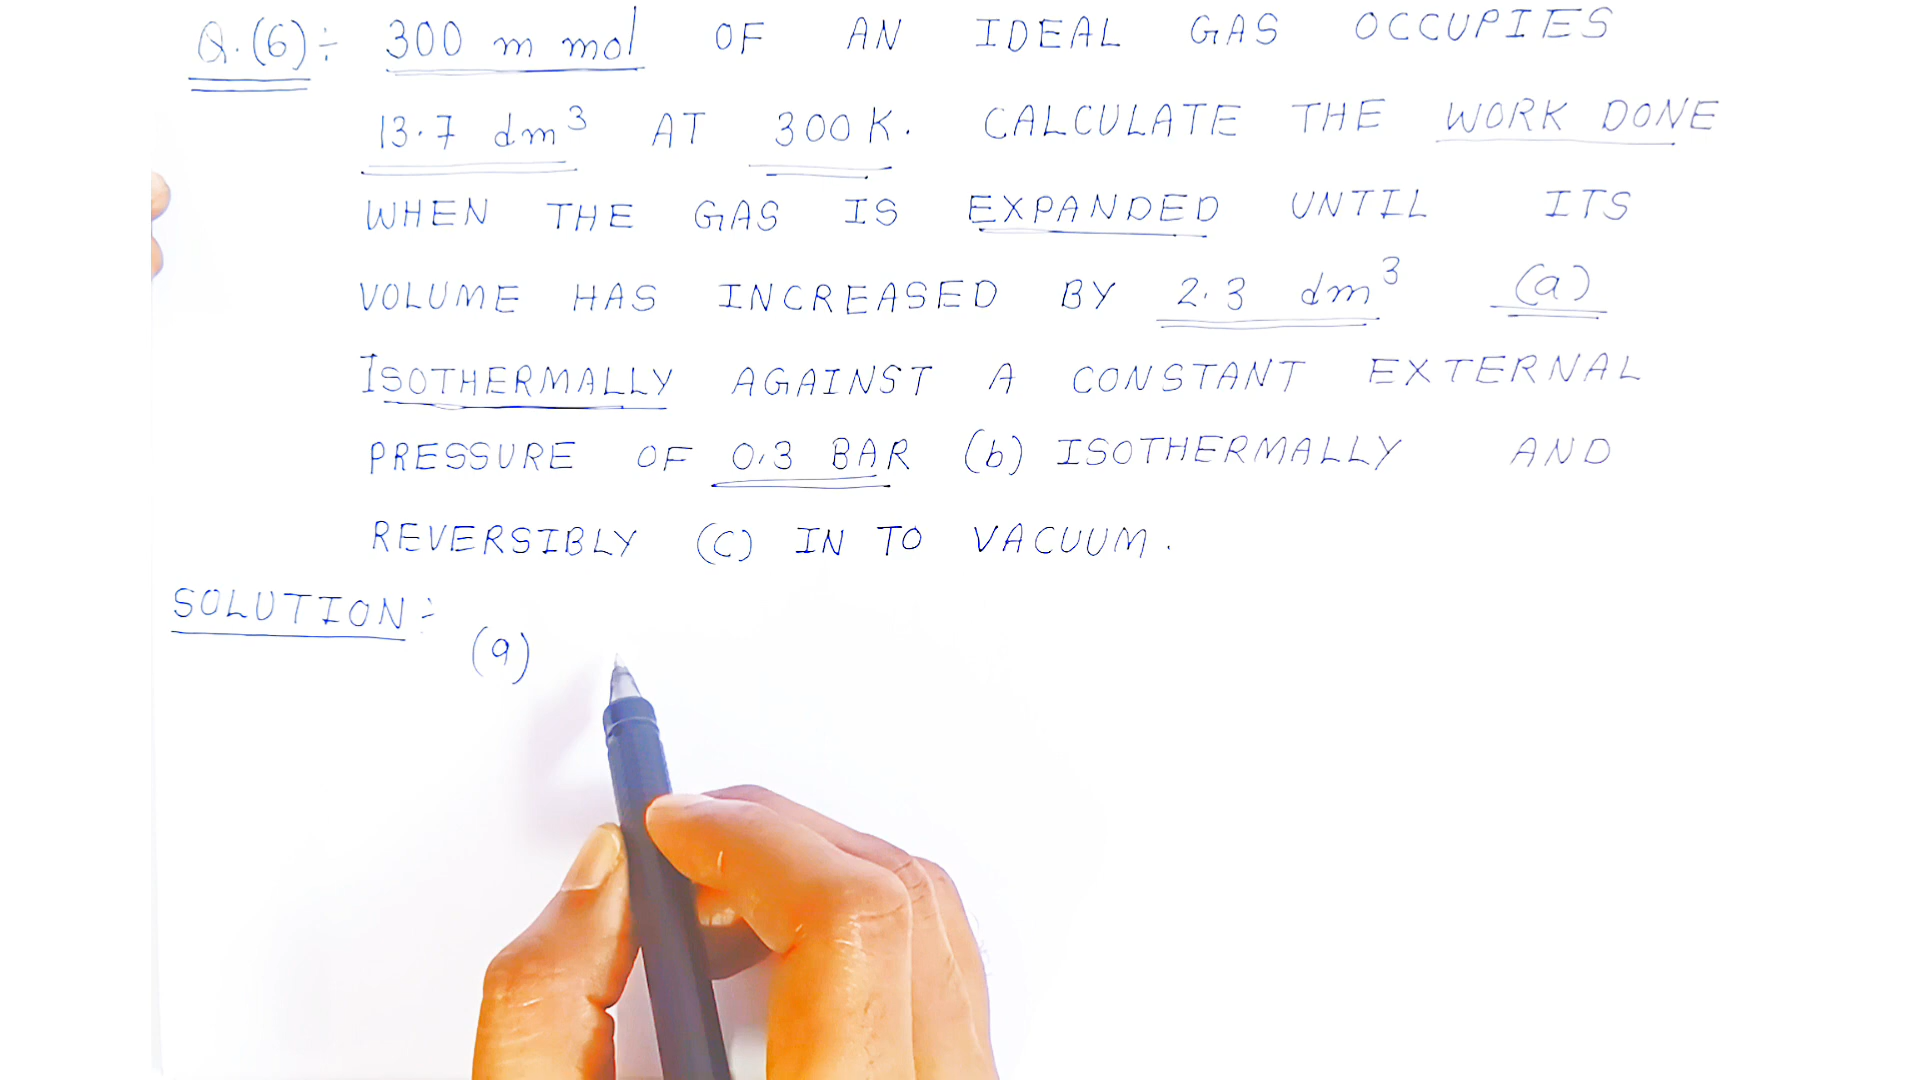 Q.(6)÷ 300 m mol OF AN IDEAL GAS OCCUPIES
13.7 dm³ AT 300K. CALCULATE THE WORK DONE
WHEN THE GAS IS EXPANDED UNTIL ITS
VOLUME HAS INCREASED BY 2.3 dm³ (a)
ISOTHERMALLY AGAINST A CONSTANT EXTERNAL
PRESSURE OF 0.3 BAR (b) ISOTHERMALLY AND
REVERSIBLY (C) IN TO VACUUM.
SOLUTION÷
(a)